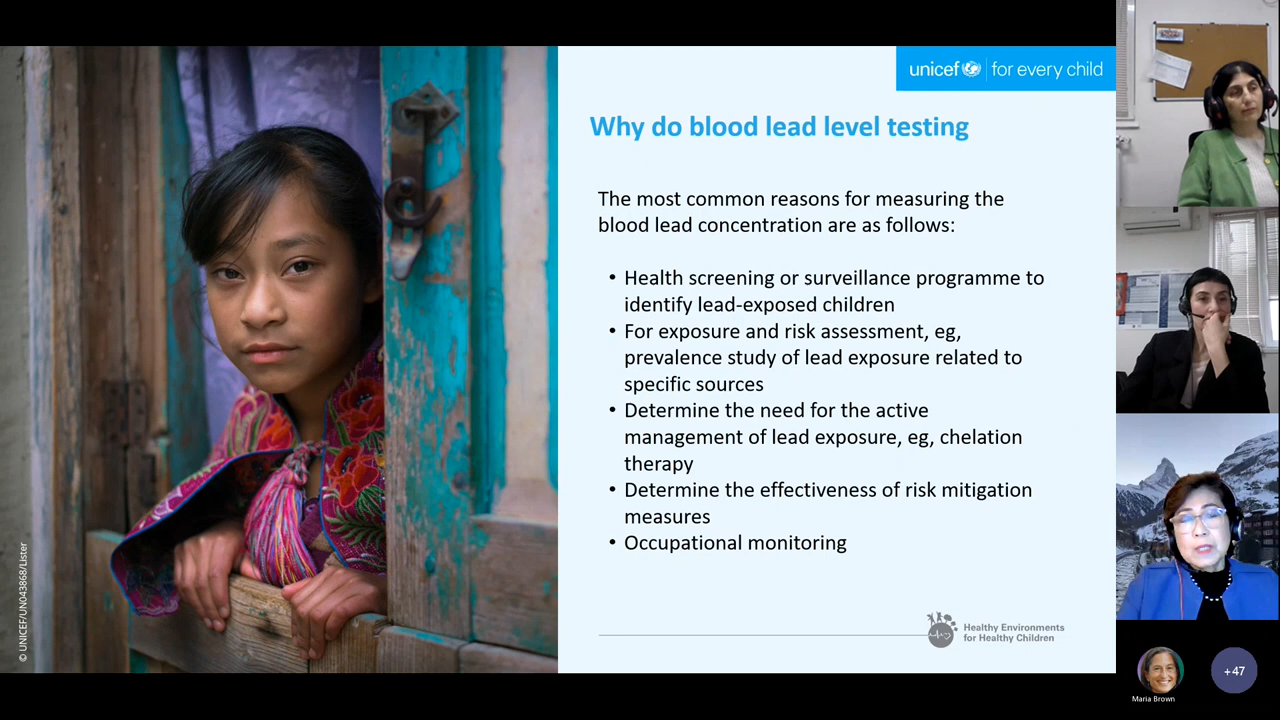 unicef for every child
Why do blood lead level testing
The most common reasons for measuring the
blood lead concentration are as follows:
• Health screening or surveillance programme to
identify lead-exposed children
• For exposure and risk assessment, eg,
prevalence study of lead exposure related to
specific sources
• Determine the need for the active
management of lead exposure, eg, chelation
therapy
• Determine the effectiveness of risk mitigation
measures
• Occupational monitoring
Healthy Environments
for Healthy Children
© UNICEF/UN043868/Lister
Maria Brown
+47